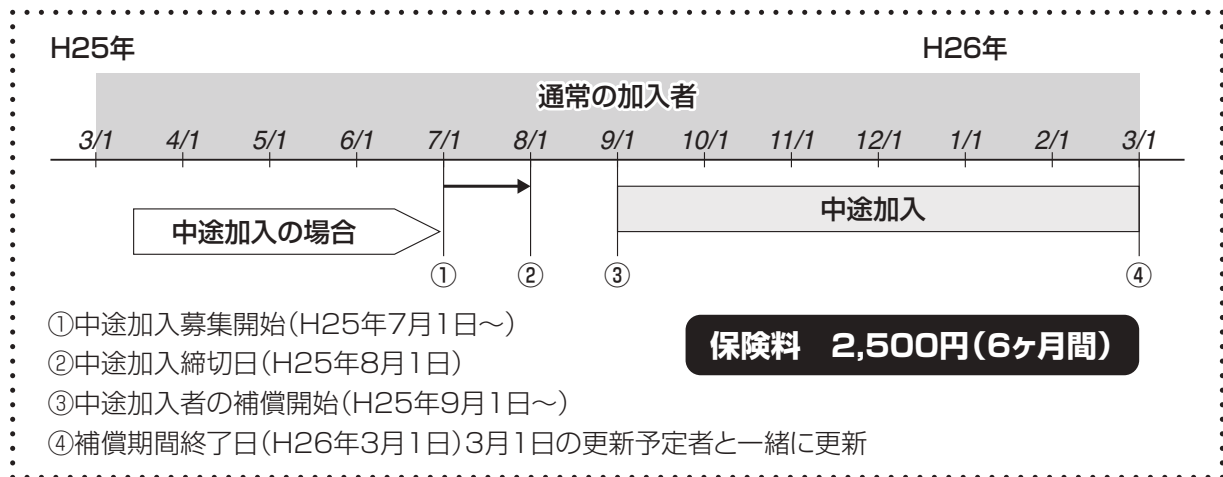 H25年 H26年
通常の加入者
3/1 4/1 5/1 6/1 7/1 8/1 9/1 10/1 11/1 12/1 1/1 2/1 3/1
中途加入の場合 中途加入
① ② ③ ④
①中途加入募集開始(H25年7月1日〜)
②中途加入締切日(H25年8月1日)
保険料 2,500円(6ヶ月間)
③中途加入者の補償開始(H25年9月1日〜)
④補償期間終了日(H26年3月1日)3月1日の更新予定者と一緒に更新